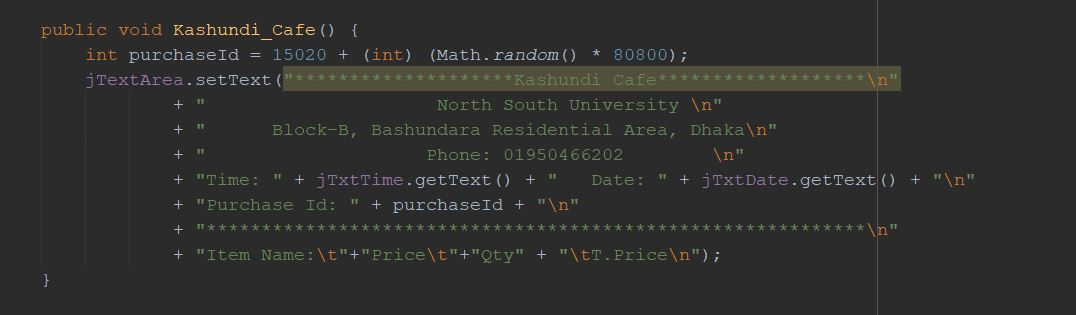 public void Kashundi_Cafe() {
    int purchaseId = 15020 + (int) (Math.random() * 80800);
    jTextArea.setText("********************Kashundi Cafe*******************\n"
            + "                     North South University \n"
            + "      Block-B, Bashundara Residential Area, Dhaka\n"
            + "                    Phone: 01950466202        \n"
            + "Time: " + jTxtTime.getText() + "   Date: " + jTxtDate.getText() + "\n"
            + "Purchase Id: " + purchaseId + "\n"
            + "************************************************************\n"
            + "Item Name:\t"+"Price\t"+"Qty" + "\tT.Price\n");
}